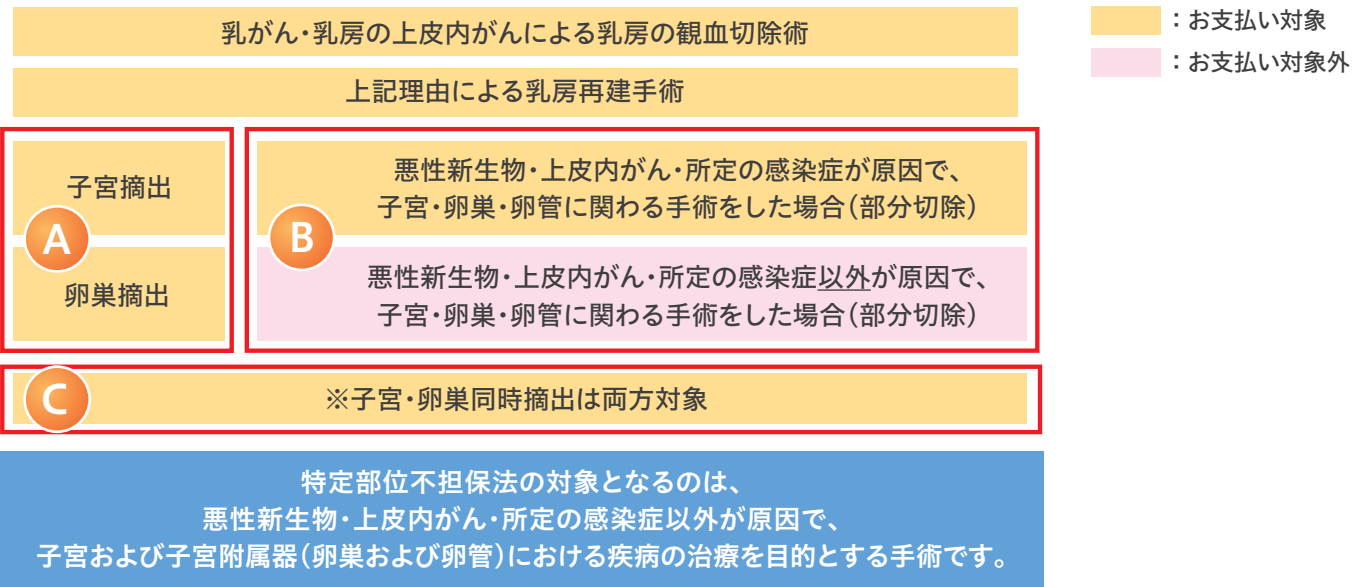 乳がん・乳房の上皮内がんによる乳房の観血切除術
：お支払い対象
：お支払い対象外
上記理由による乳房再建手術
子宮摘出
A
卵巣摘出
悪性新生物・上皮内がん・所定の感染症が原因で、
子宮・卵巣・卵管に関わる手術をした場合（部分切除）
B
悪性新生物・上皮内がん・所定の感染症以外が原因で、
子宮・卵巣・卵管に関わる手術をした場合（部分切除）
C
※子宮・卵巣同時摘出は両方対象
特定部位不担保法の対象となるのは、
悪性新生物・上皮内がん・所定の感染症以外が原因で、
子宮および子宮附属器（卵巣および卵管）における疾病の治療を目的とする手術です。